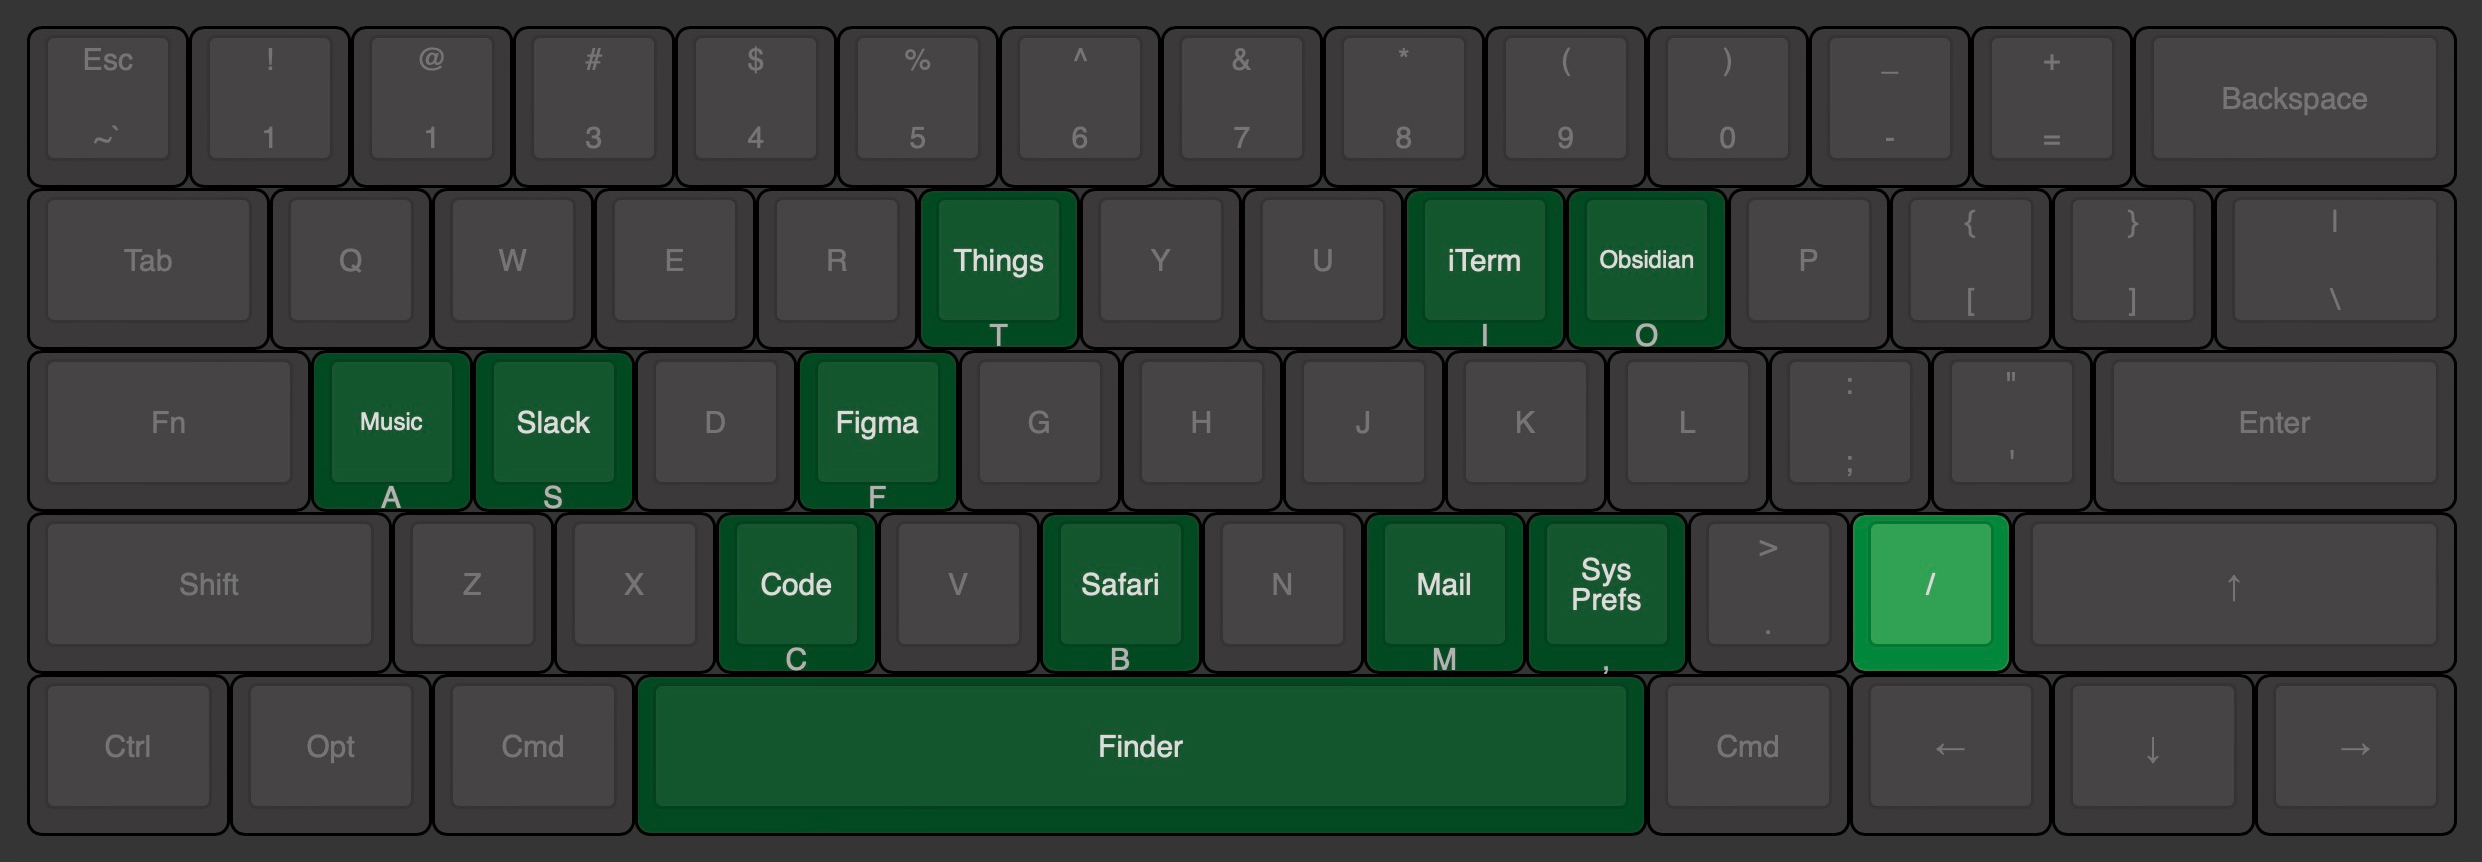 Esc ! @ # $ % ^ & * ( ) _ + Backspace
~` 1 1 3 4 5 6 7 8 9 0 - =
Tab Q W E R Things Y U iTerm Obsidian P { } | 
T I O [ ] \
Fn Music Slack D Figma G H J K L : " Enter
A S F ; '
Shift Z X Code V Safari N Mail Sys Prefs > / ↑
C B M , .
Ctrl Opt Cmd Finder Cmd ← ↓ →